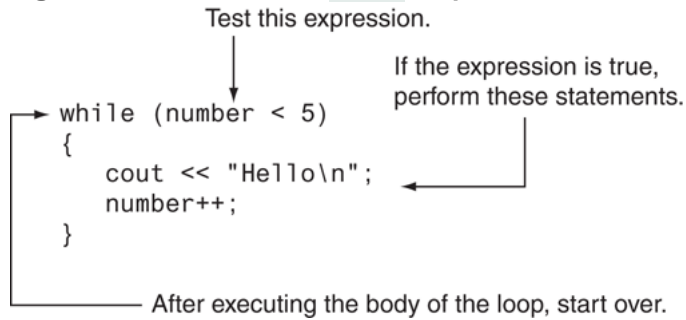 Test this expression.
If the expression is true,
perform these statements.
while (number < 5)
{
cout << "Hello\n";
number++;
}
After executing the body of the loop, start over.